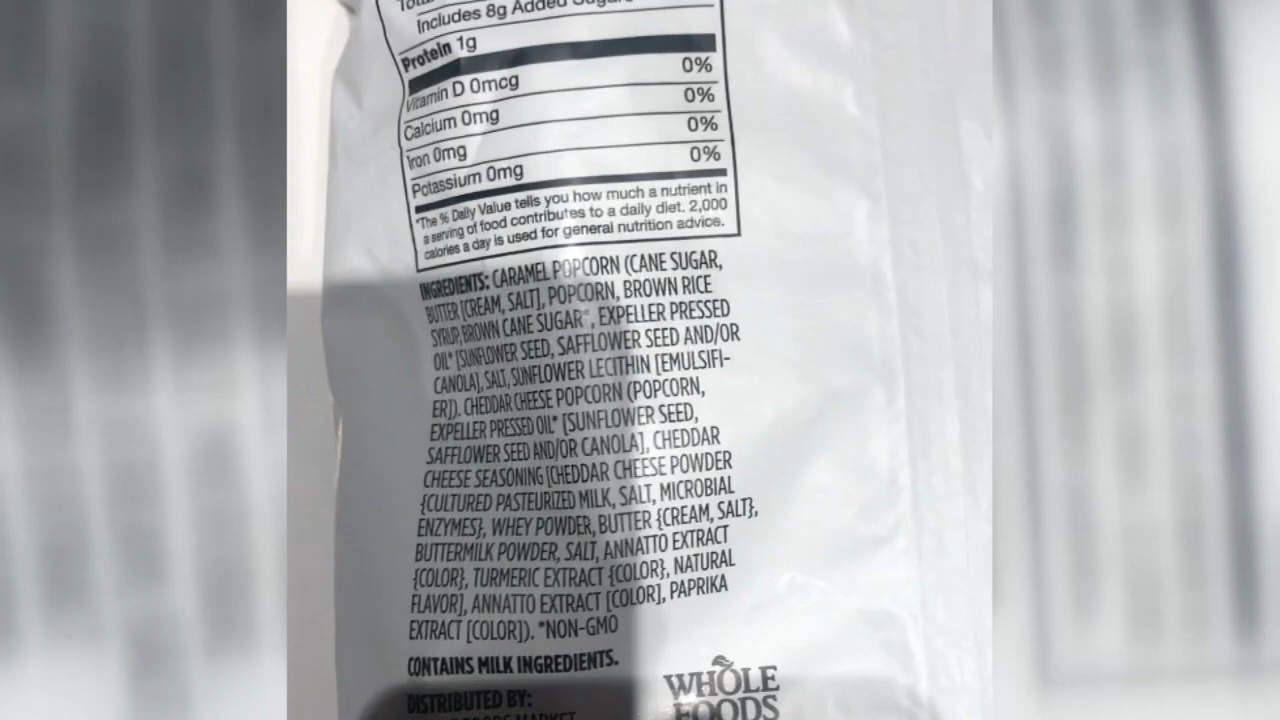 Includes 8g Added Sugars
Protein 1g
Vitamin D 0mcg 0%
Calcium 0mg 0%
Iron 0mg 0%
Potassium 0mg 0%
*The % Daily Value tells you how much a nutrient in
a serving of food contributes to a daily diet. 2,000
calories a day is used for general nutrition advice.
INGREDIENTS: CARAMEL POPCORN (CANE SUGAR,
BUTTER [CREAM, SALT], POPCORN, BROWN RICE
SYRUP, BROWN CANE SUGAR*, EXPELLER PRESSED
OIL* [SUNFLOWER SEED, SAFFLOWER SEED AND/OR
CANOLA], SALT, SUNFLOWER LECITHIN [EMULSIFI-
ER]). CHEDDAR CHEESE POPCORN (POPCORN,
EXPELLER PRESSED OIL* [SUNFLOWER SEED,
SAFFLOWER SEED AND/OR CANOLA], CHEDDAR
CHEESE SEASONING [CHEDDAR CHEESE POWDER
{CULTURED PASTEURIZED MILK, SALT, MICROBIAL
ENZYMES}, WHEY POWDER, BUTTER {CREAM, SALT},
BUTTERMILK POWDER, SALT, ANNATTO EXTRACT
{COLOR}, TURMERIC EXTRACT {COLOR}, NATURAL
FLAVOR], ANNATTO EXTRACT [COLOR], PAPRIKA
EXTRACT [COLOR]). *NON-GMO
CONTAINS MILK INGREDIENTS.
DISTRIBUTED BY:
MARKET
WHOLE
FOODS